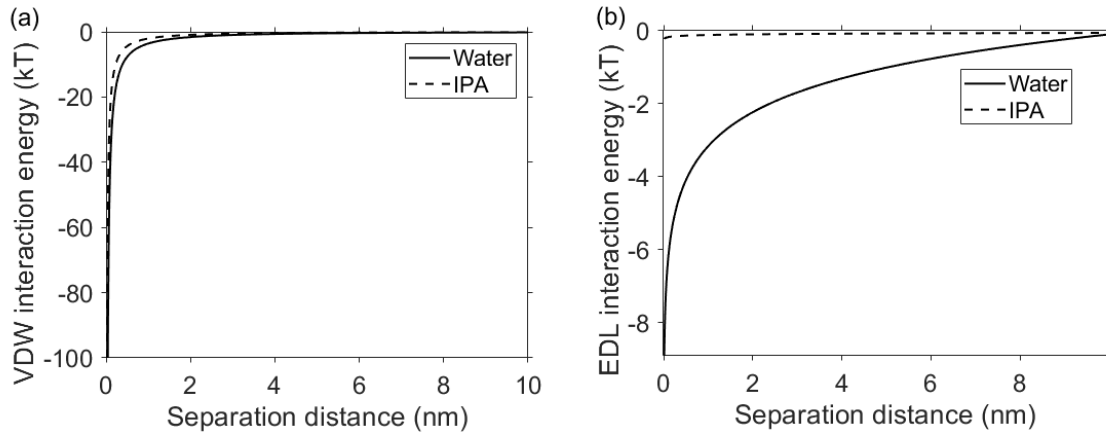 (a)
VDW interaction energy (kT)
0
-20
-40
-60
-80
-100
0 2 4 6 8 10
Separation distance (nm)
Water
IPA
(b)
EDL interaction energy (kT)
0
-2
-4
-6
-8
0 2 4 6 8
Separation distance (nm)
Water
IPA